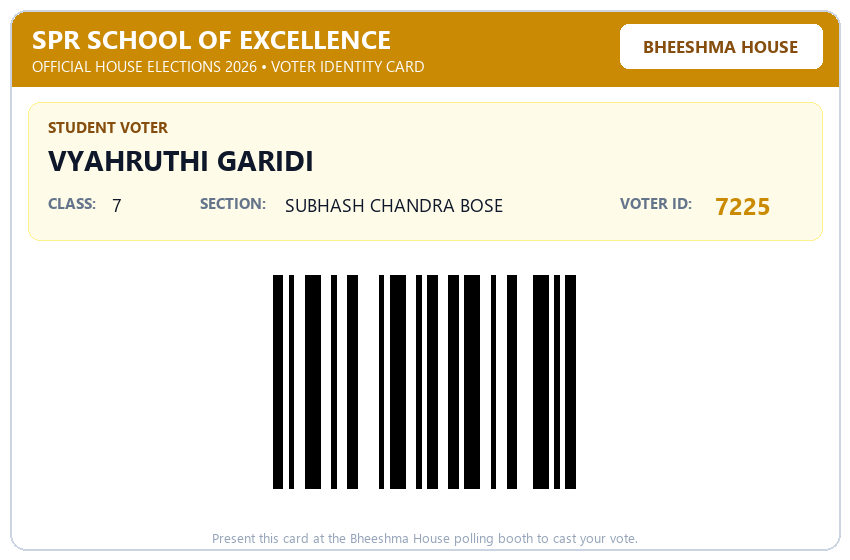 SPR SCHOOL OF EXCELLENCE
OFFICIAL HOUSE ELECTIONS 2026 • VOTER IDENTITY CARD
BHEESHMA HOUSE
STUDENT VOTER
VYAHRUTHI GARIDI
CLASS: 7 SECTION: SUBHASH CHANDRA BOSE VOTER ID: 7225
Present this card at the Bheeshma House polling booth to cast your vote.